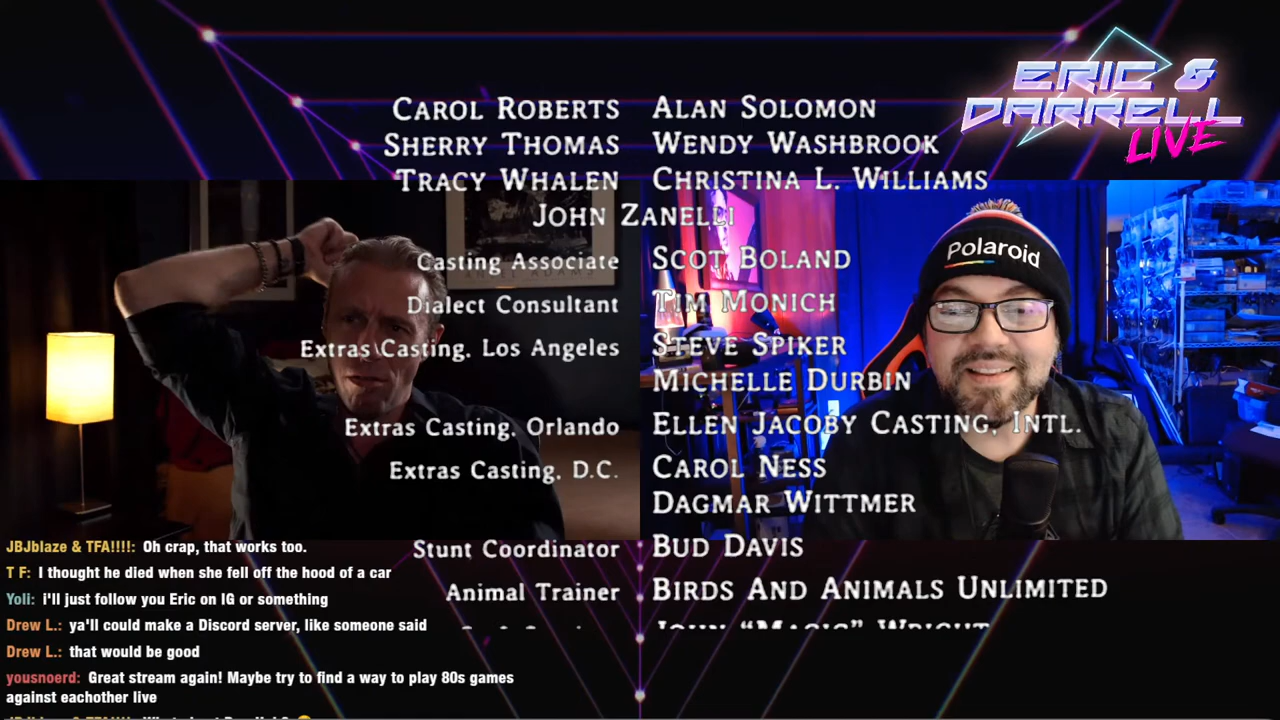 ERIC &
DARRELL
LIVE
CAROL ROBERTS ALAN SOLOMON
SHERRY THOMAS WENDY WASHBROOK
TRACY WHALEN CHRISTINA L. WILLIAMS
JOHN ZANELLI
Casting Associate SCOT BOLAND
Dialect Consultant TIM MONICH
Extras Casting, Los Angeles STEVE SPIKER
MICHELLE DURBIN
Extras Casting, Orlando ELLEN JACOBY CASTING, INTL.
Extras Casting, D.C. CAROL NESS
DAGMAR WITTMER
Stunt Coordinator BUD DAVIS
Animal Trainer BIRDS AND ANIMALS UNLIMITED
JOHN "MAGIC" WRIGHT
Polaroid
JBJblaze & TFA!!!!: Oh crap, that works too.
T F: I thought he died when she fell off the hood of a car
Yoli: i'll just follow you Eric on IG or something
Drew L.: ya'll could make a Discord server, like someone said
Drew L.: that would be good
yousnoerd: Great stream again! Maybe try to find a way to play 80s games
against eachother live